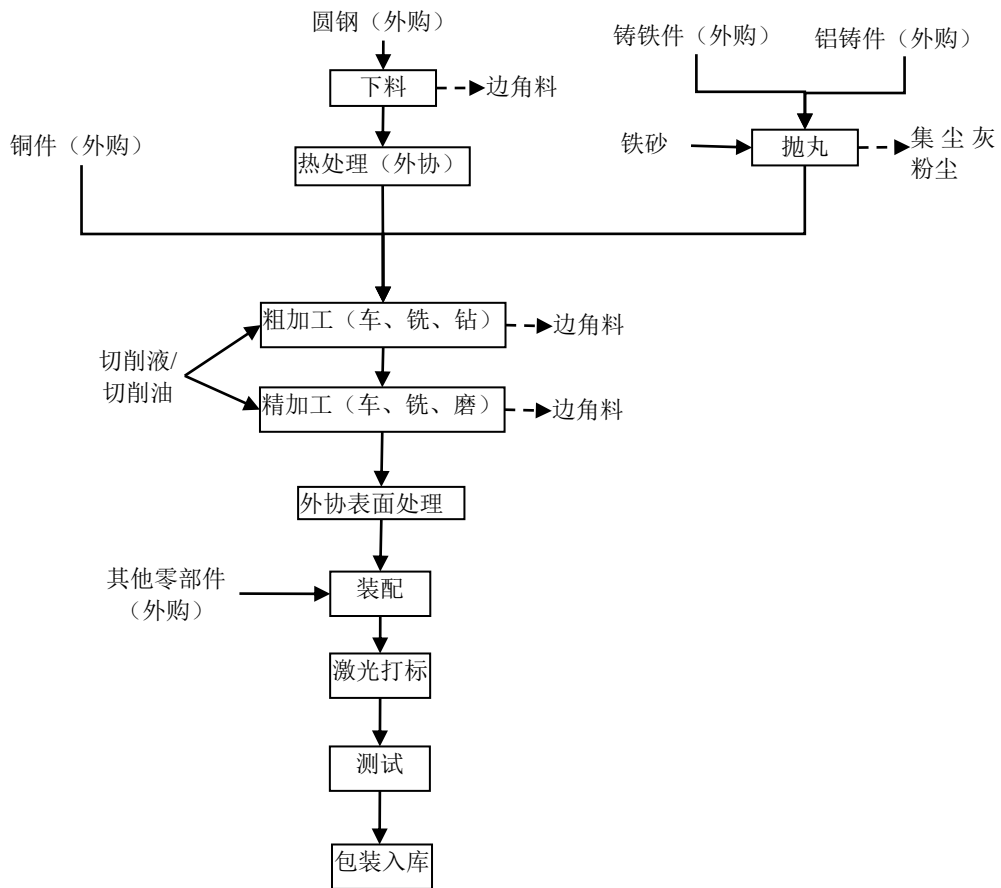 圆钢（外购）
铸铁件（外购）
铝铸件（外购）
下料
边角料
铜件（外购）
热处理（外协）
铁砂
抛丸
集 尘 灰
粉尘
粗加工（车、铣、钻）
边角料
切削液/
切削油
精加工（车、铣、磨）
边角料
外协表面处理
其他零部件
（外购）
装配
激光打标
测试
包装入库